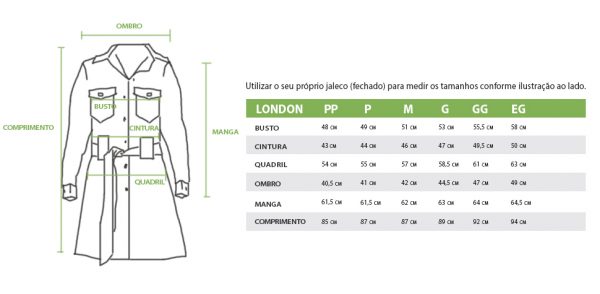 OMBRO
BUSTO
CINTURA
COMPRIMENTO
MANGA
QUADRIL
Utilizar o seu próprio jaleco (fechado) para medir os tamanhos conforme ilustração ao lado.
LONDON PP P M G GG EG
BUSTO 48 CM 49 CM 51 CM 53 CM 55,5 CM 58 CM
CINTURA 43 CM 44 CM 46 CM 47 CM 49,5 CM 50 CM
QUADRIL 54 CM 55 CM 57 CM 58,5 CM 61 CM 63 CM
OMBRO 40,5 CM 41 CM 42 CM 44,5 CM 47 CM 49 CM
MANGA 61,5 CM 61,5 CM 62 CM 63 CM 64 CM 64,5 CM
COMPRIMENTO 85 CM 87 CM 87 CM 89 CM 92 CM 94 CM